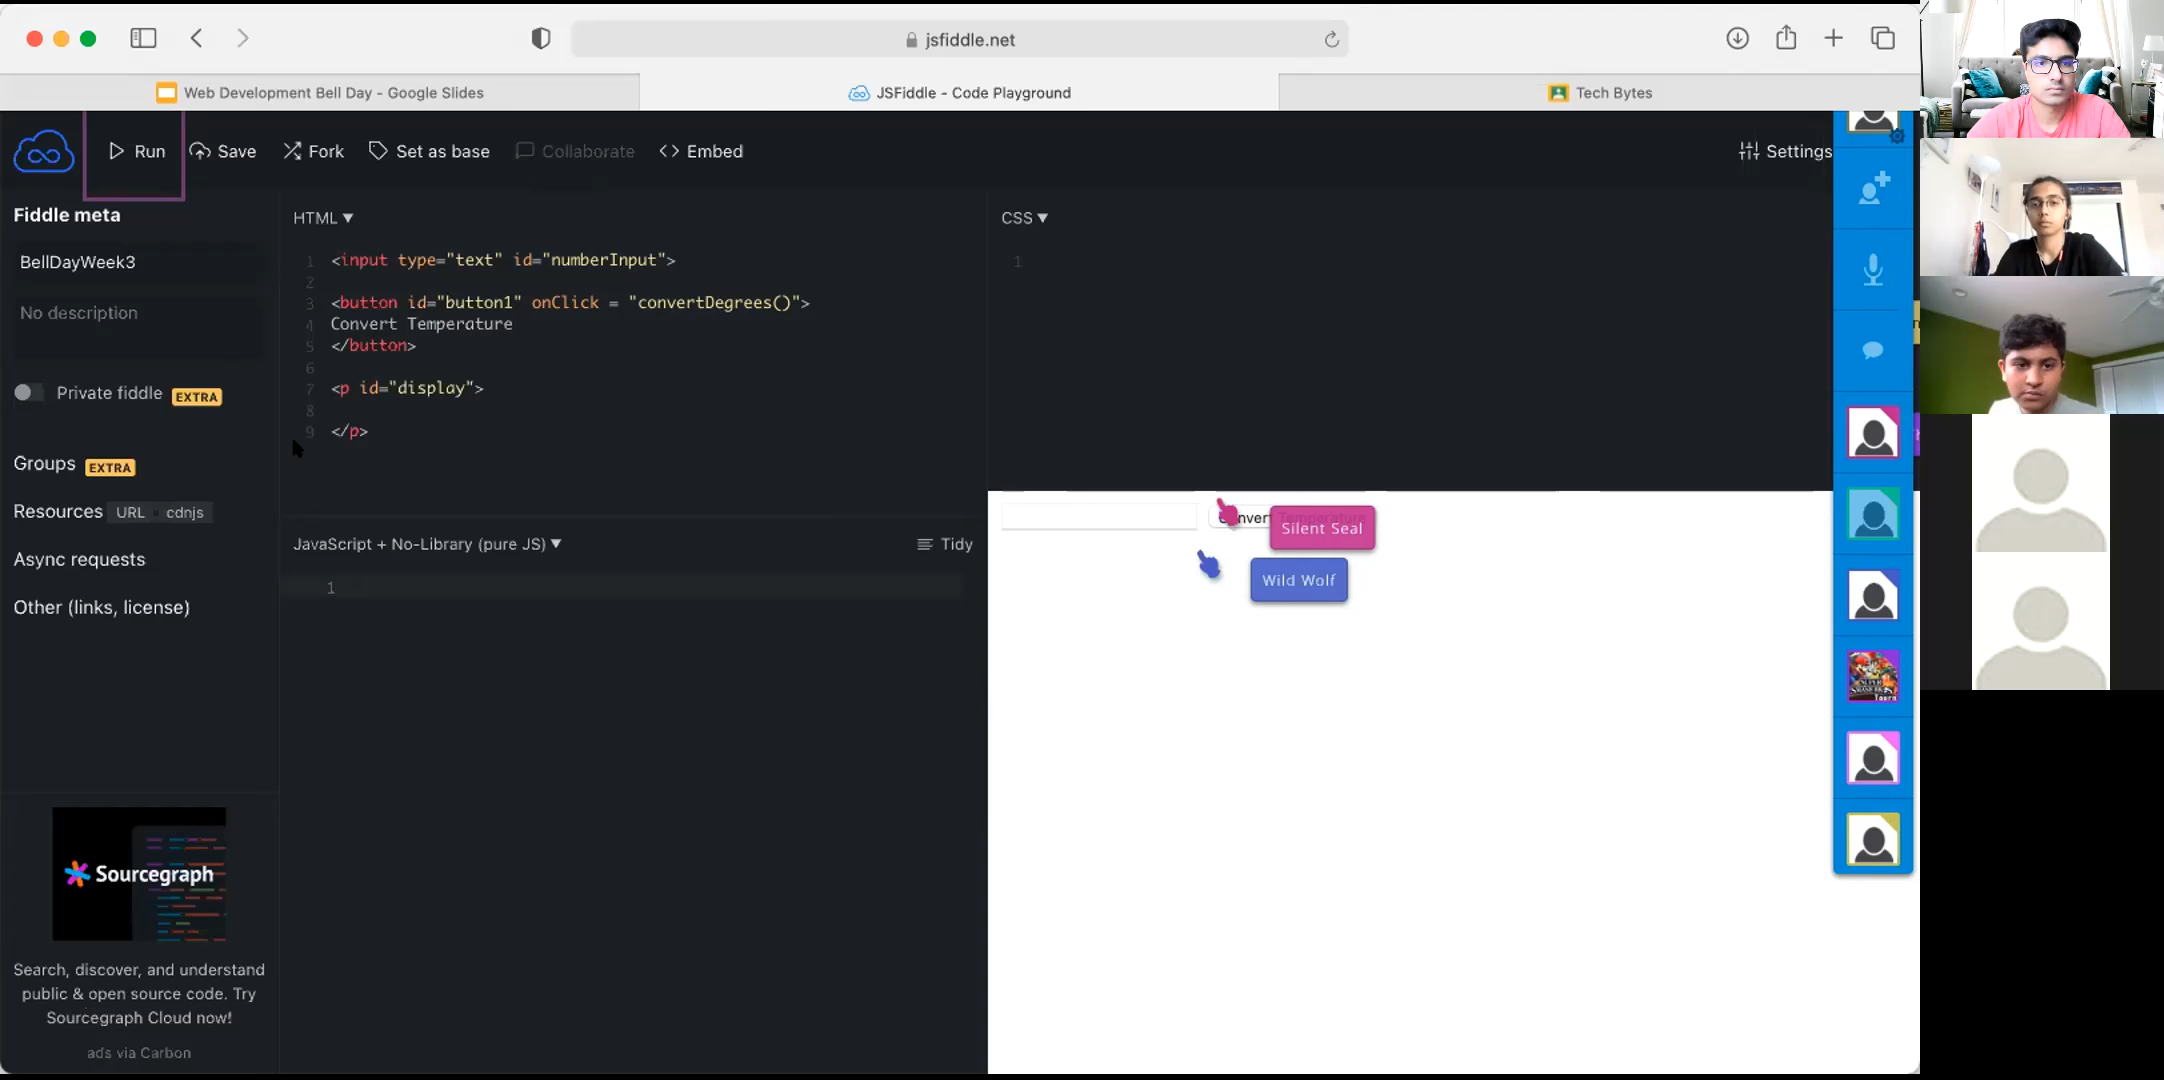 jsfiddle.net
Web Development Bell Day - Google Slides
JSFiddle - Code Playground
Tech Bytes
Run
Save
Fork
Set as base
Collaborate
Embed
Settings
Fiddle meta
BellDayWeek3
No description
Private fiddle EXTRA
Groups EXTRA
Resources URL cdnjs
Async requests
Other (links, license)
Sourcegraph
Search, discover, and understand
public & open source code. Try
Sourcegraph Cloud now!
ads via Carbon
HTML
1 <input type="text" id="numberInput">
2
3 <button id="button1" onClick = "convertDegrees()">
4 Convert Temperature
5 </button>
6
7 <p id="display">
8
9 </p>
JavaScript + No-Library (pure JS)
Tidy
1
CSS
1
Convert Temperature
Silent Seal
Wild Wolf